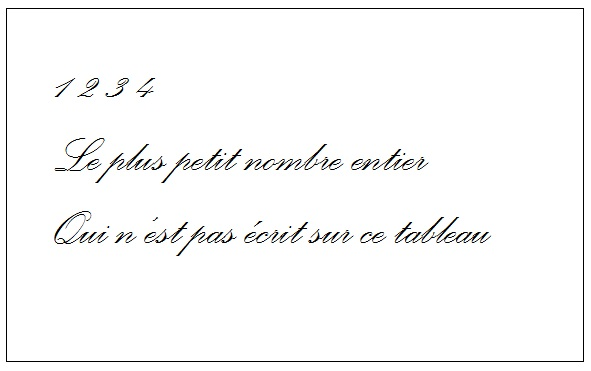 1 2 3 4
Le plus petit nombre entier
Qui n'est pas écrit sur ce tableau